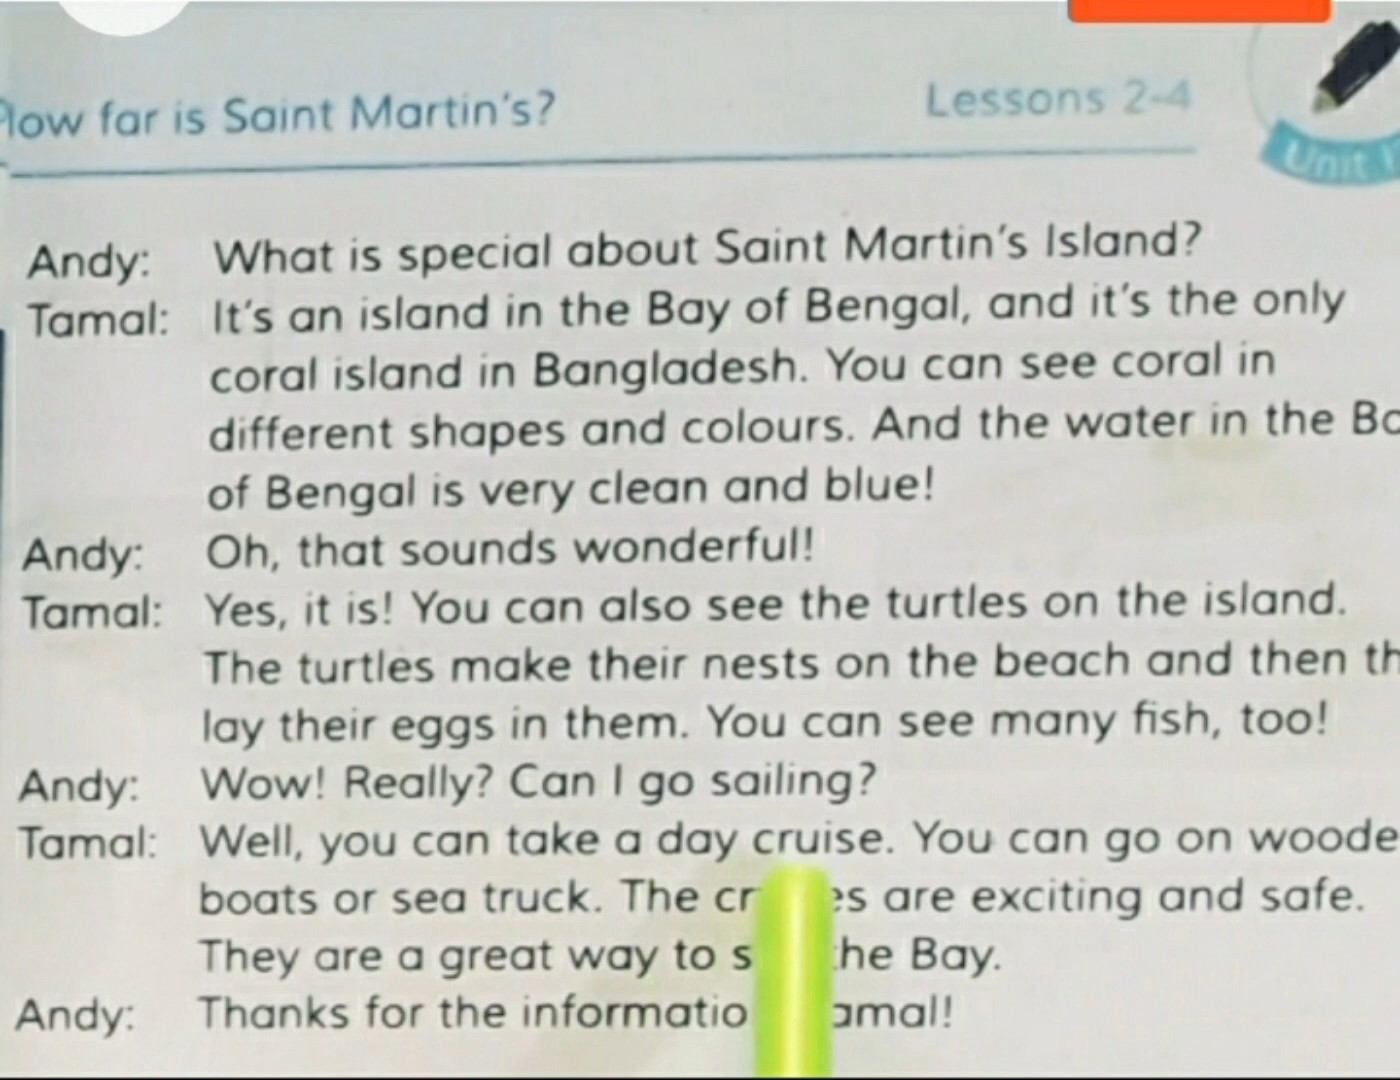 How far is Saint Martin's? Lessons 2-4
Unit
Andy: What is special about Saint Martin's Island?
Tamal: It's an island in the Bay of Bengal, and it's the only
coral island in Bangladesh. You can see coral in
different shapes and colours. And the water in the
of Bengal is very clean and blue!
Andy: Oh, that sounds wonderful!
Tamal: Yes, it is! You can also see the turtles on the island.
The turtles make their nests on the beach and then
lay their eggs in them. You can see many fish, too!
Andy: Wow! Really? Can I go sailing?
Tamal: Well, you can take a day cruise. You can go on
boats or sea truck. The are exciting and safe.
They are a great way to the Bay.
Andy: Thanks for the